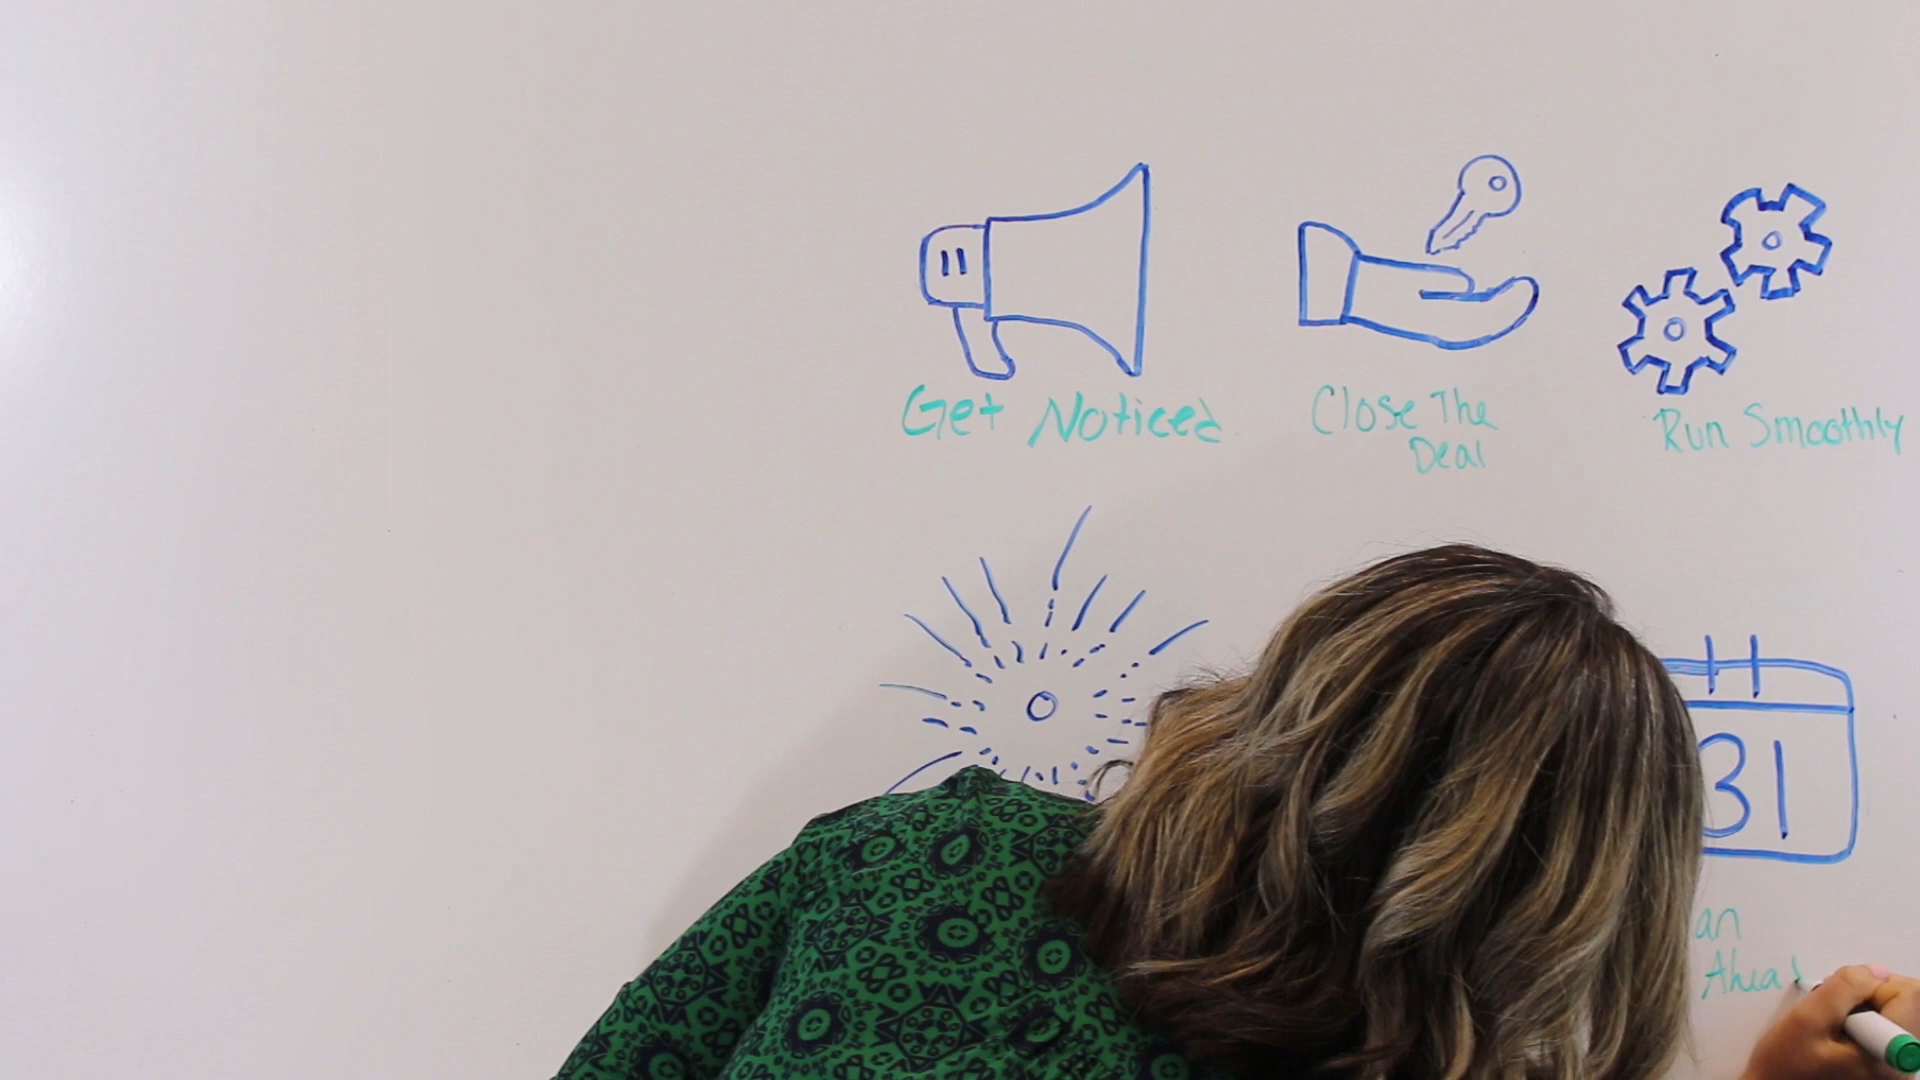 Get Noticed
Close The
Deal
Run Smoothly
31
an
Ahead